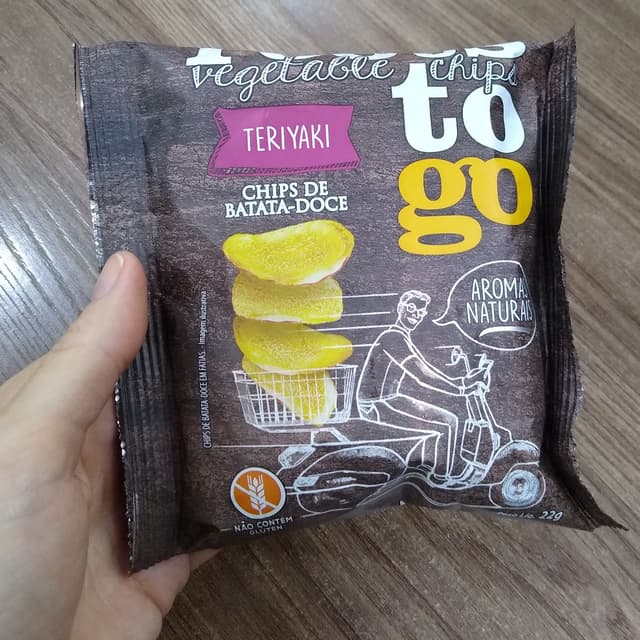 vegetable chips
to
go
TERIYAKI
CHIPS DE
BATATA-DOCE
AROMAS
NATURAIS
CHIPS DE BATATA-DOCE EM FATIAS. Imagem ilustrativa
NÃO CONTÉM
GLÚTEN
22g